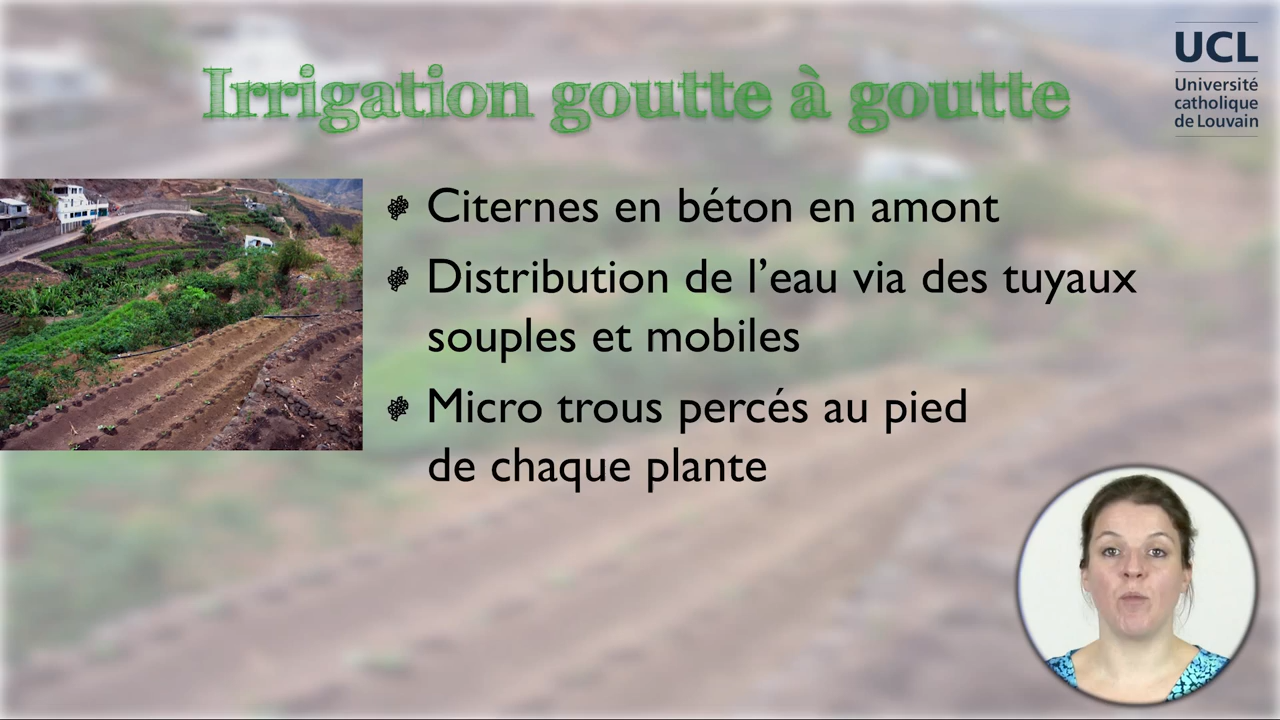 Irrigation goutte à goutte
UCL
Université
catholique
de Louvain
Citernes en béton en amont
Distribution de l’eau via des tuyaux
souples et mobiles
Micro trous percés au pied
de chaque plante